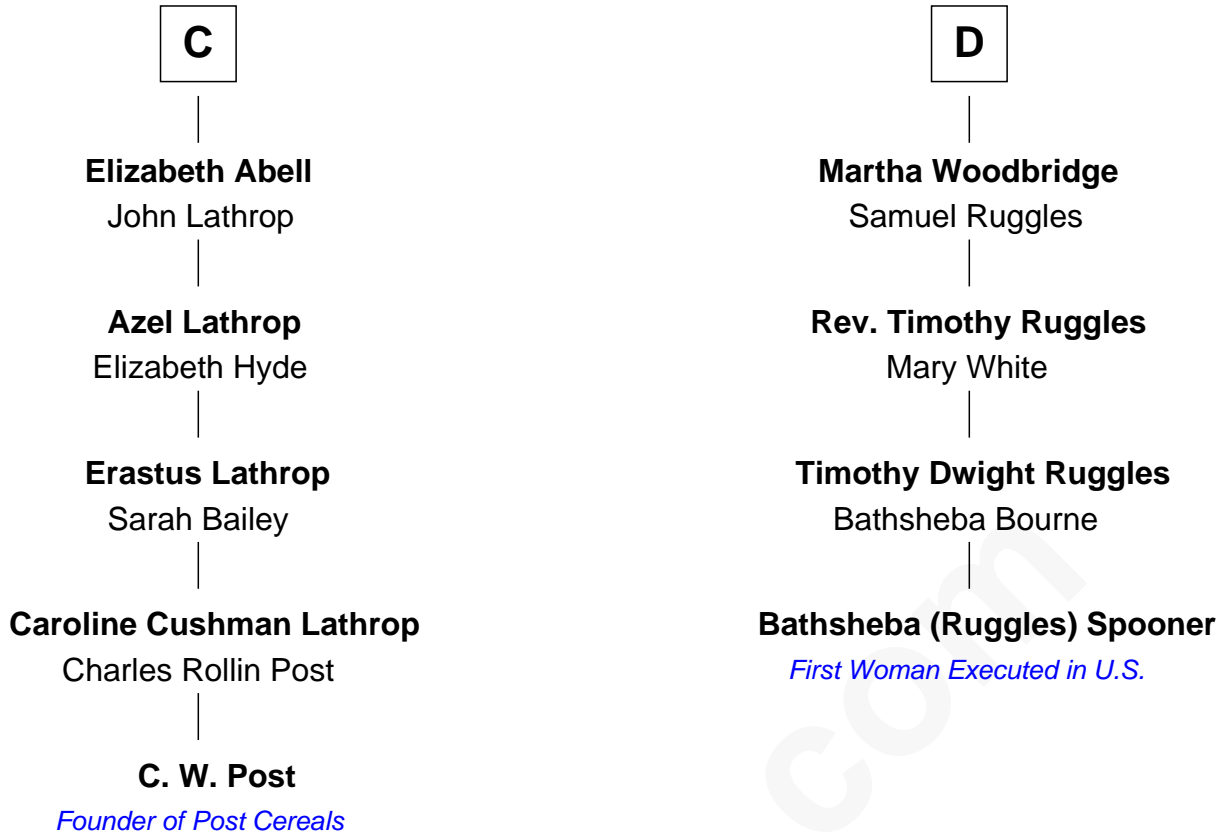 C
Elizabeth Abell
John Lathrop
Azel Lathrop
Elizabeth Hyde
Erastus Lathrop
Sarah Bailey
Caroline Cushman Lathrop
Charles Rollin Post
C. W. Post
Founder of Post Cereals
D
Martha Woodbridge
Samuel Ruggles
Rev. Timothy Ruggles
Mary White
Timothy Dwight Ruggles
Bathsheba Bourne
Bathsheba (Ruggles) Spooner
First Woman Executed in U.S.
com